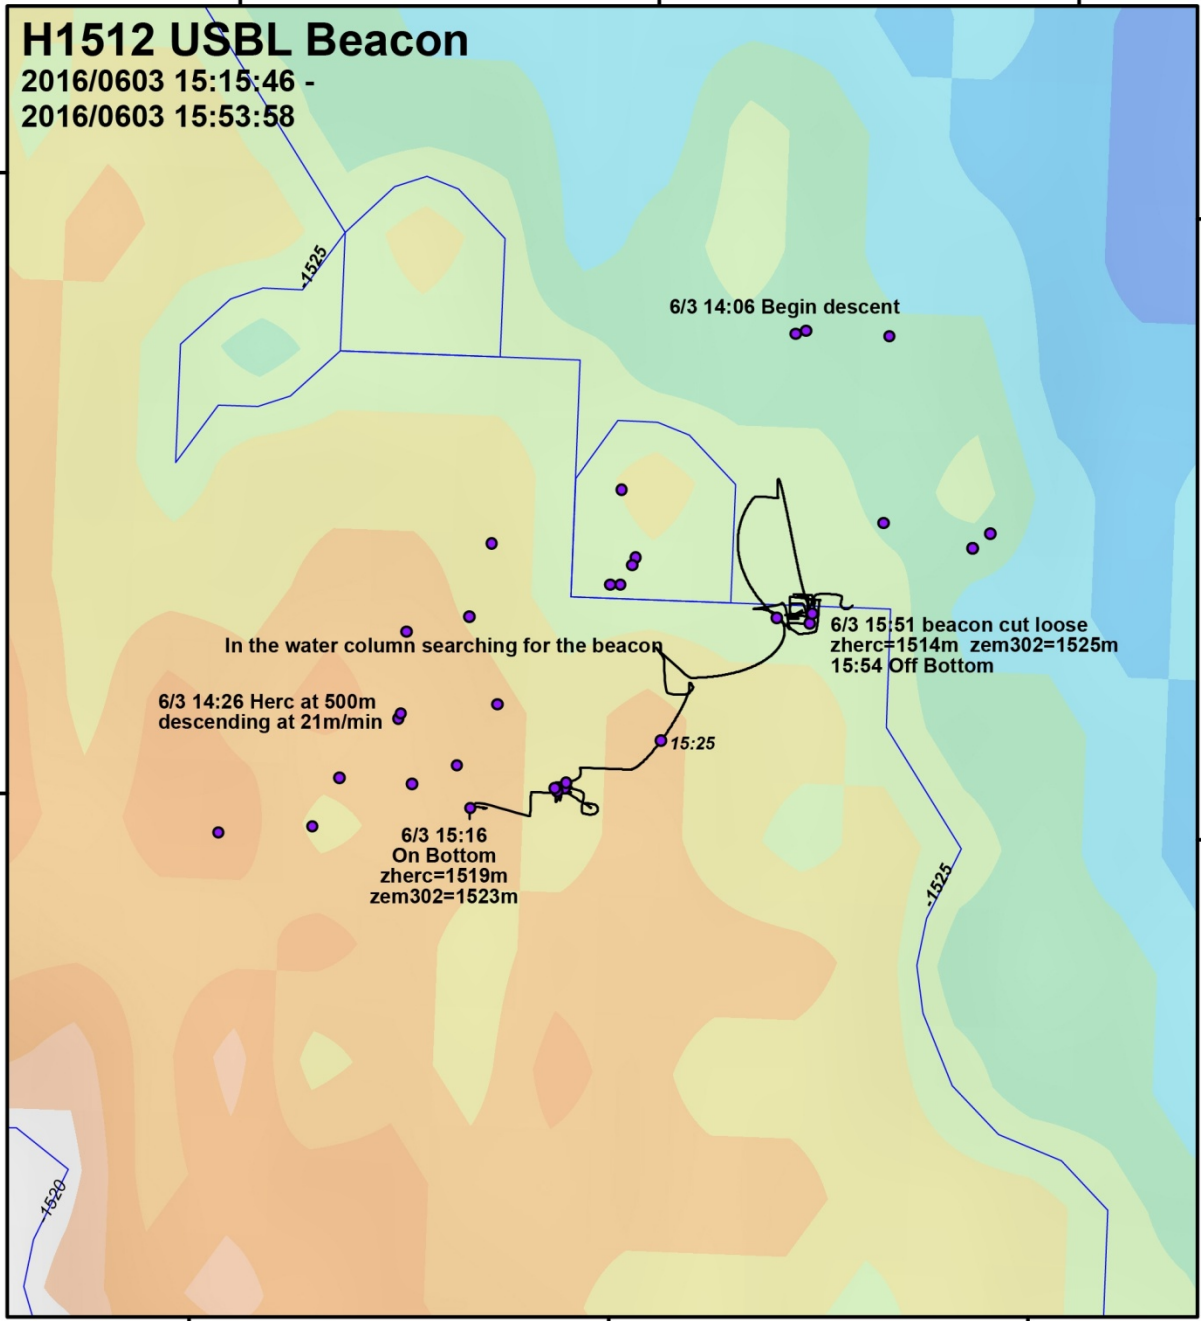 H1512 USBL Beacon
2016/0603 15:15:46 -
2016/0603 15:53:58
-1525
6/3 14:06 Begin descent
6/3 15:51 beacon cut loose
zherc=1514m zem302=1525m
15:54 Off Bottom
In the water column searching for the beacon
6/3 14:26 Herc at 500m
descending at 21m/min
15:25
6/3 15:16
On Bottom
zherc=1519m
zem302=1523m
-1525
-1520